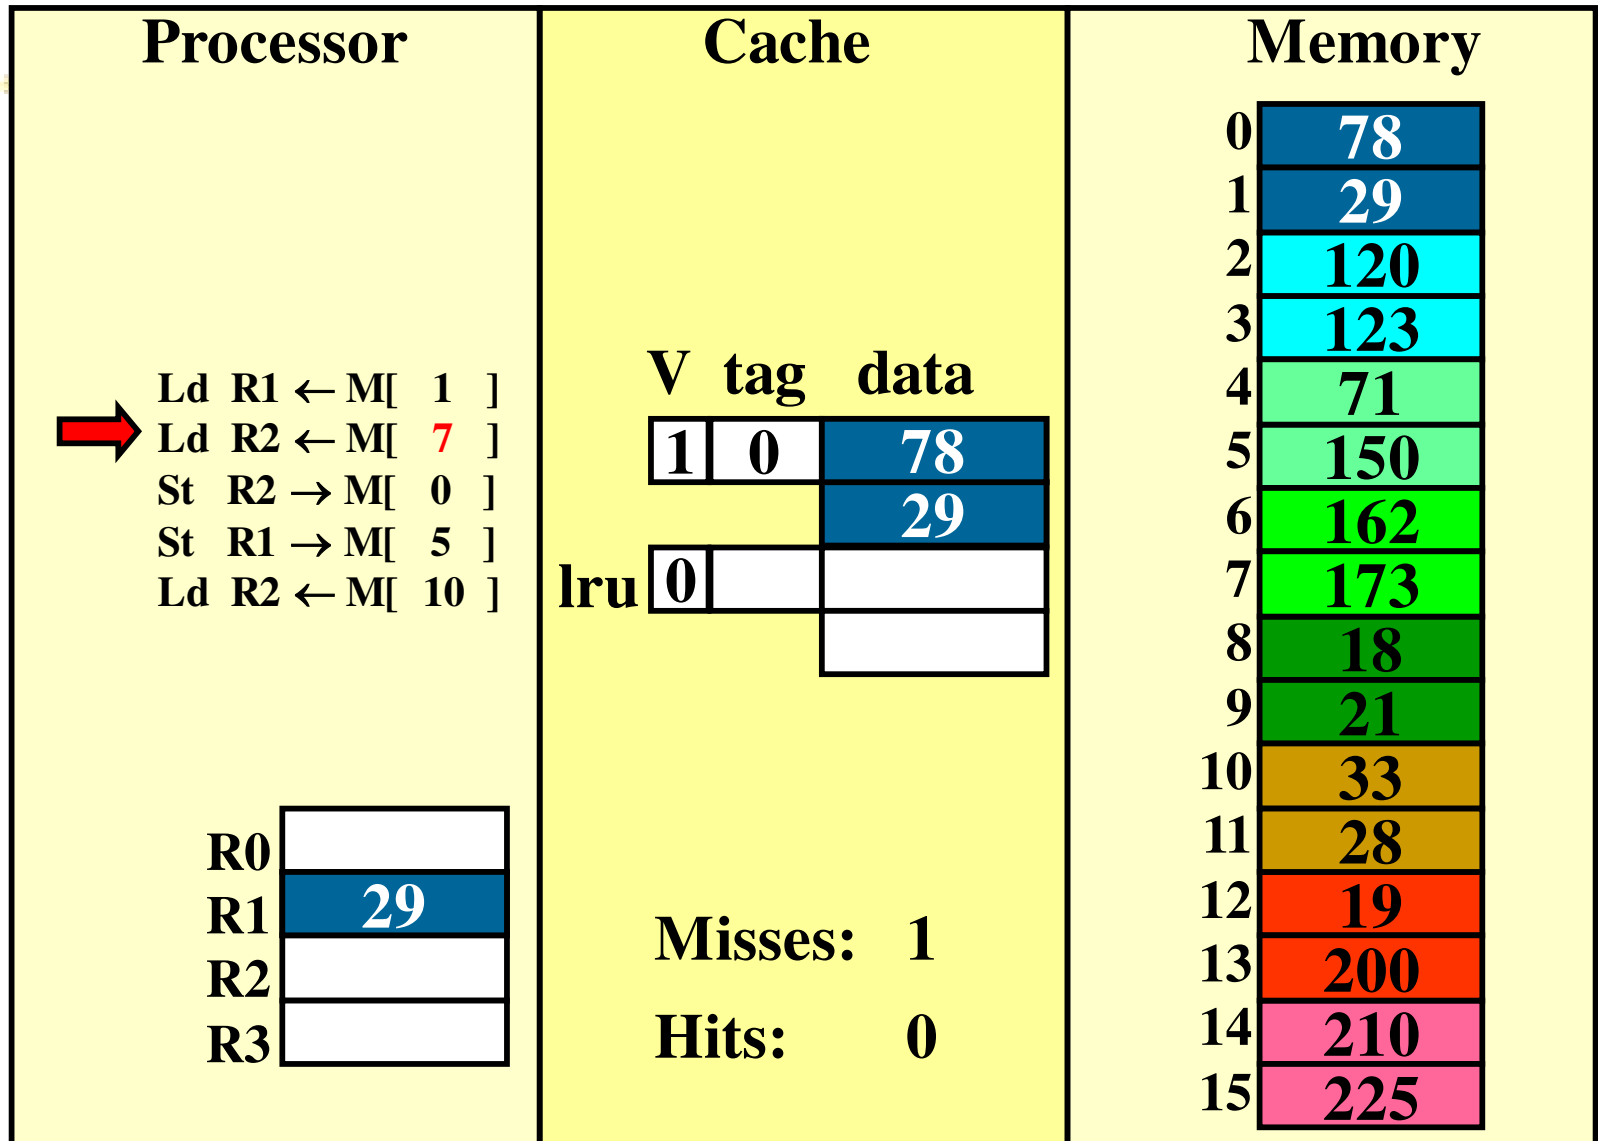 Processor
Ld R1 ← M[ 1 ]
Ld R2 ← M[ 7 ]
St R2 → M[ 0 ]
St R1 → M[ 5 ]
Ld R2 ← M[ 10 ]
R0
R1 29
R2
R3
Cache
V tag data
1 0 78
29
lru 0
Misses: 1
Hits: 0
Memory
0 78
1 29
2 120
3 123
4 71
5 150
6 162
7 173
8 18
9 21
10 33
11 28
12 19
13 200
14 210
15 225